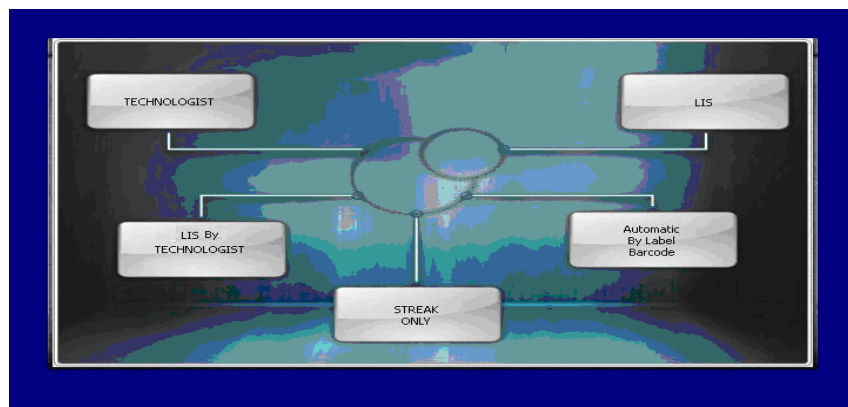 TECHNOLOGIST
LIS
LIS By
TECHNOLOGIST
Automatic
By Label
Barcode
STREAK
ONLY